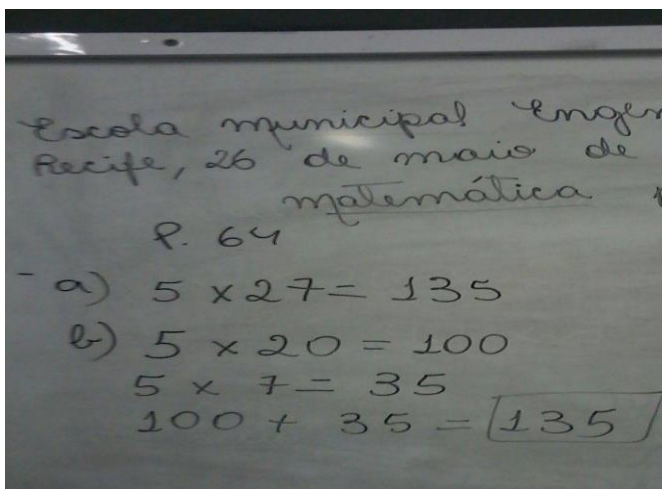 Escola municipal
Recife, 26 de maio de
matemática
P. 64
a) 5 x 27 = 135
b) 5 x 20 = 100
5 x 7 = 35
100 + 35 = 135